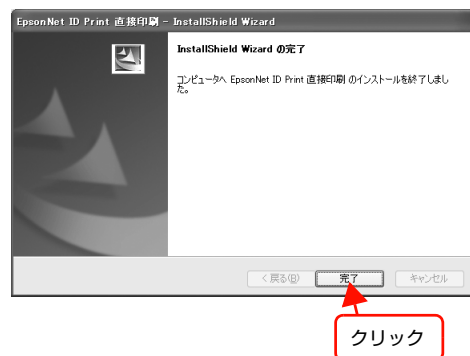 EpsonNet ID Print 直接印刷 - InstallShield Wizard
InstallShield Wizard の完了
コンピュータへ EpsonNet ID Print 直接印刷 のインストールを終了しまし
た。
< 戻る(B)
完了
キャンセル
クリック